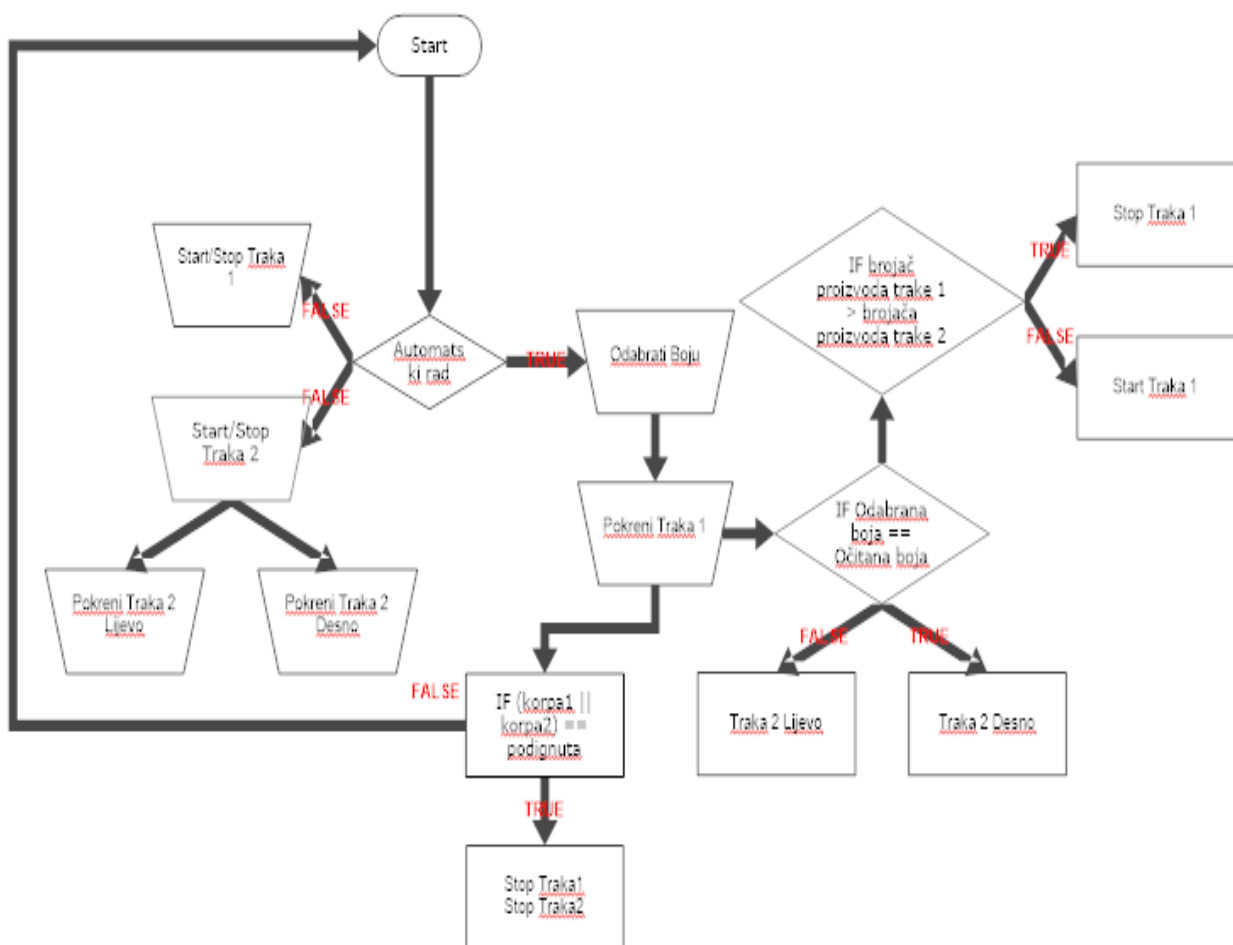 Start
Start/Stop Traka
1
FALSE
FALSE
Automats
ki rad
TRUE
Odabrati Boju
IF brojač
proizvoda trake 1
> brojača
proizvoda trake 2
TRUE
Stop Traka 1
FALSE
Start Traka 1
Start/Stop
Traka 2
Pokreni Traka 2
Lijevo
Pokreni Traka 2
Desno
Pokreni Traka 1
IF Odabrana
boja ==
Očitana boja
FALSE
TRUE
Traka 2 Lijevo
Traka 2 Desno
FALSE
IF (korpa1 ||
korpa2) ==
podignuta
TRUE
Stop Traka1
Stop Traka2